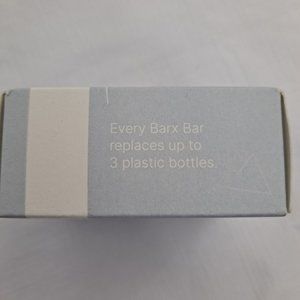 Every Barx Bar
replaces up to
3 plastic bottles.